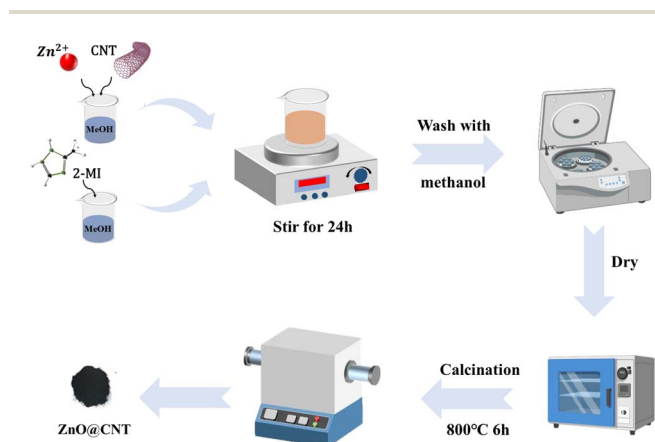 Zn²⁺ CNT
MeOH
2-MI
MeOH
Stir for 24h
Wash with
methanol
Dry
Calcination
800℃ 6h
ZnO@CNT